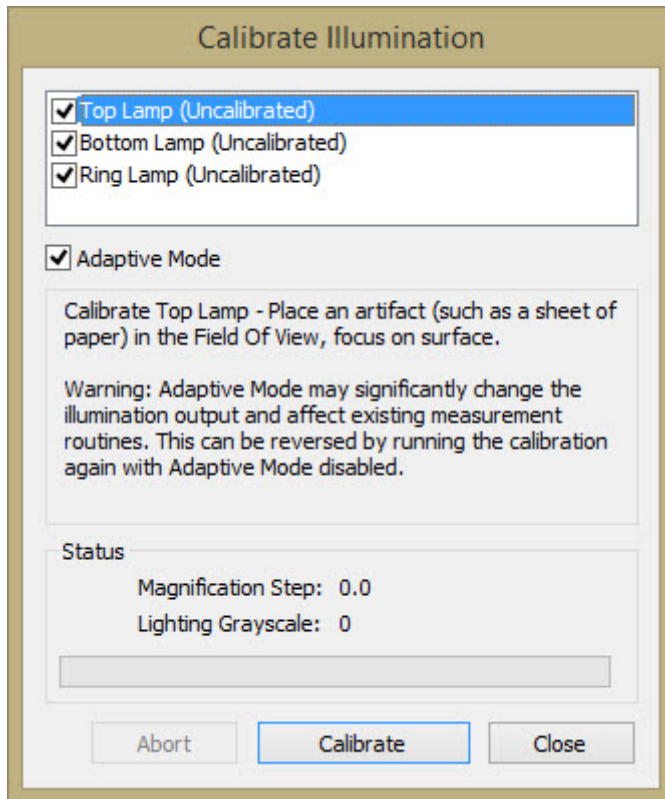 Calibrate Illumination
Top Lamp (Uncalibrated)
Bottom Lamp (Uncalibrated)
Ring Lamp (Uncalibrated)
Adaptive Mode
Calibrate Top Lamp - Place an artifact (such as a sheet of
paper) in the Field Of View, focus on surface.
Warning: Adaptive Mode may significantly change the
illumination output and affect existing measurement
routines. This can be reversed by running the calibration
again with Adaptive Mode disabled.
Status
Magnification Step: 0.0
Lighting Grayscale: 0
Abort Calibrate Close